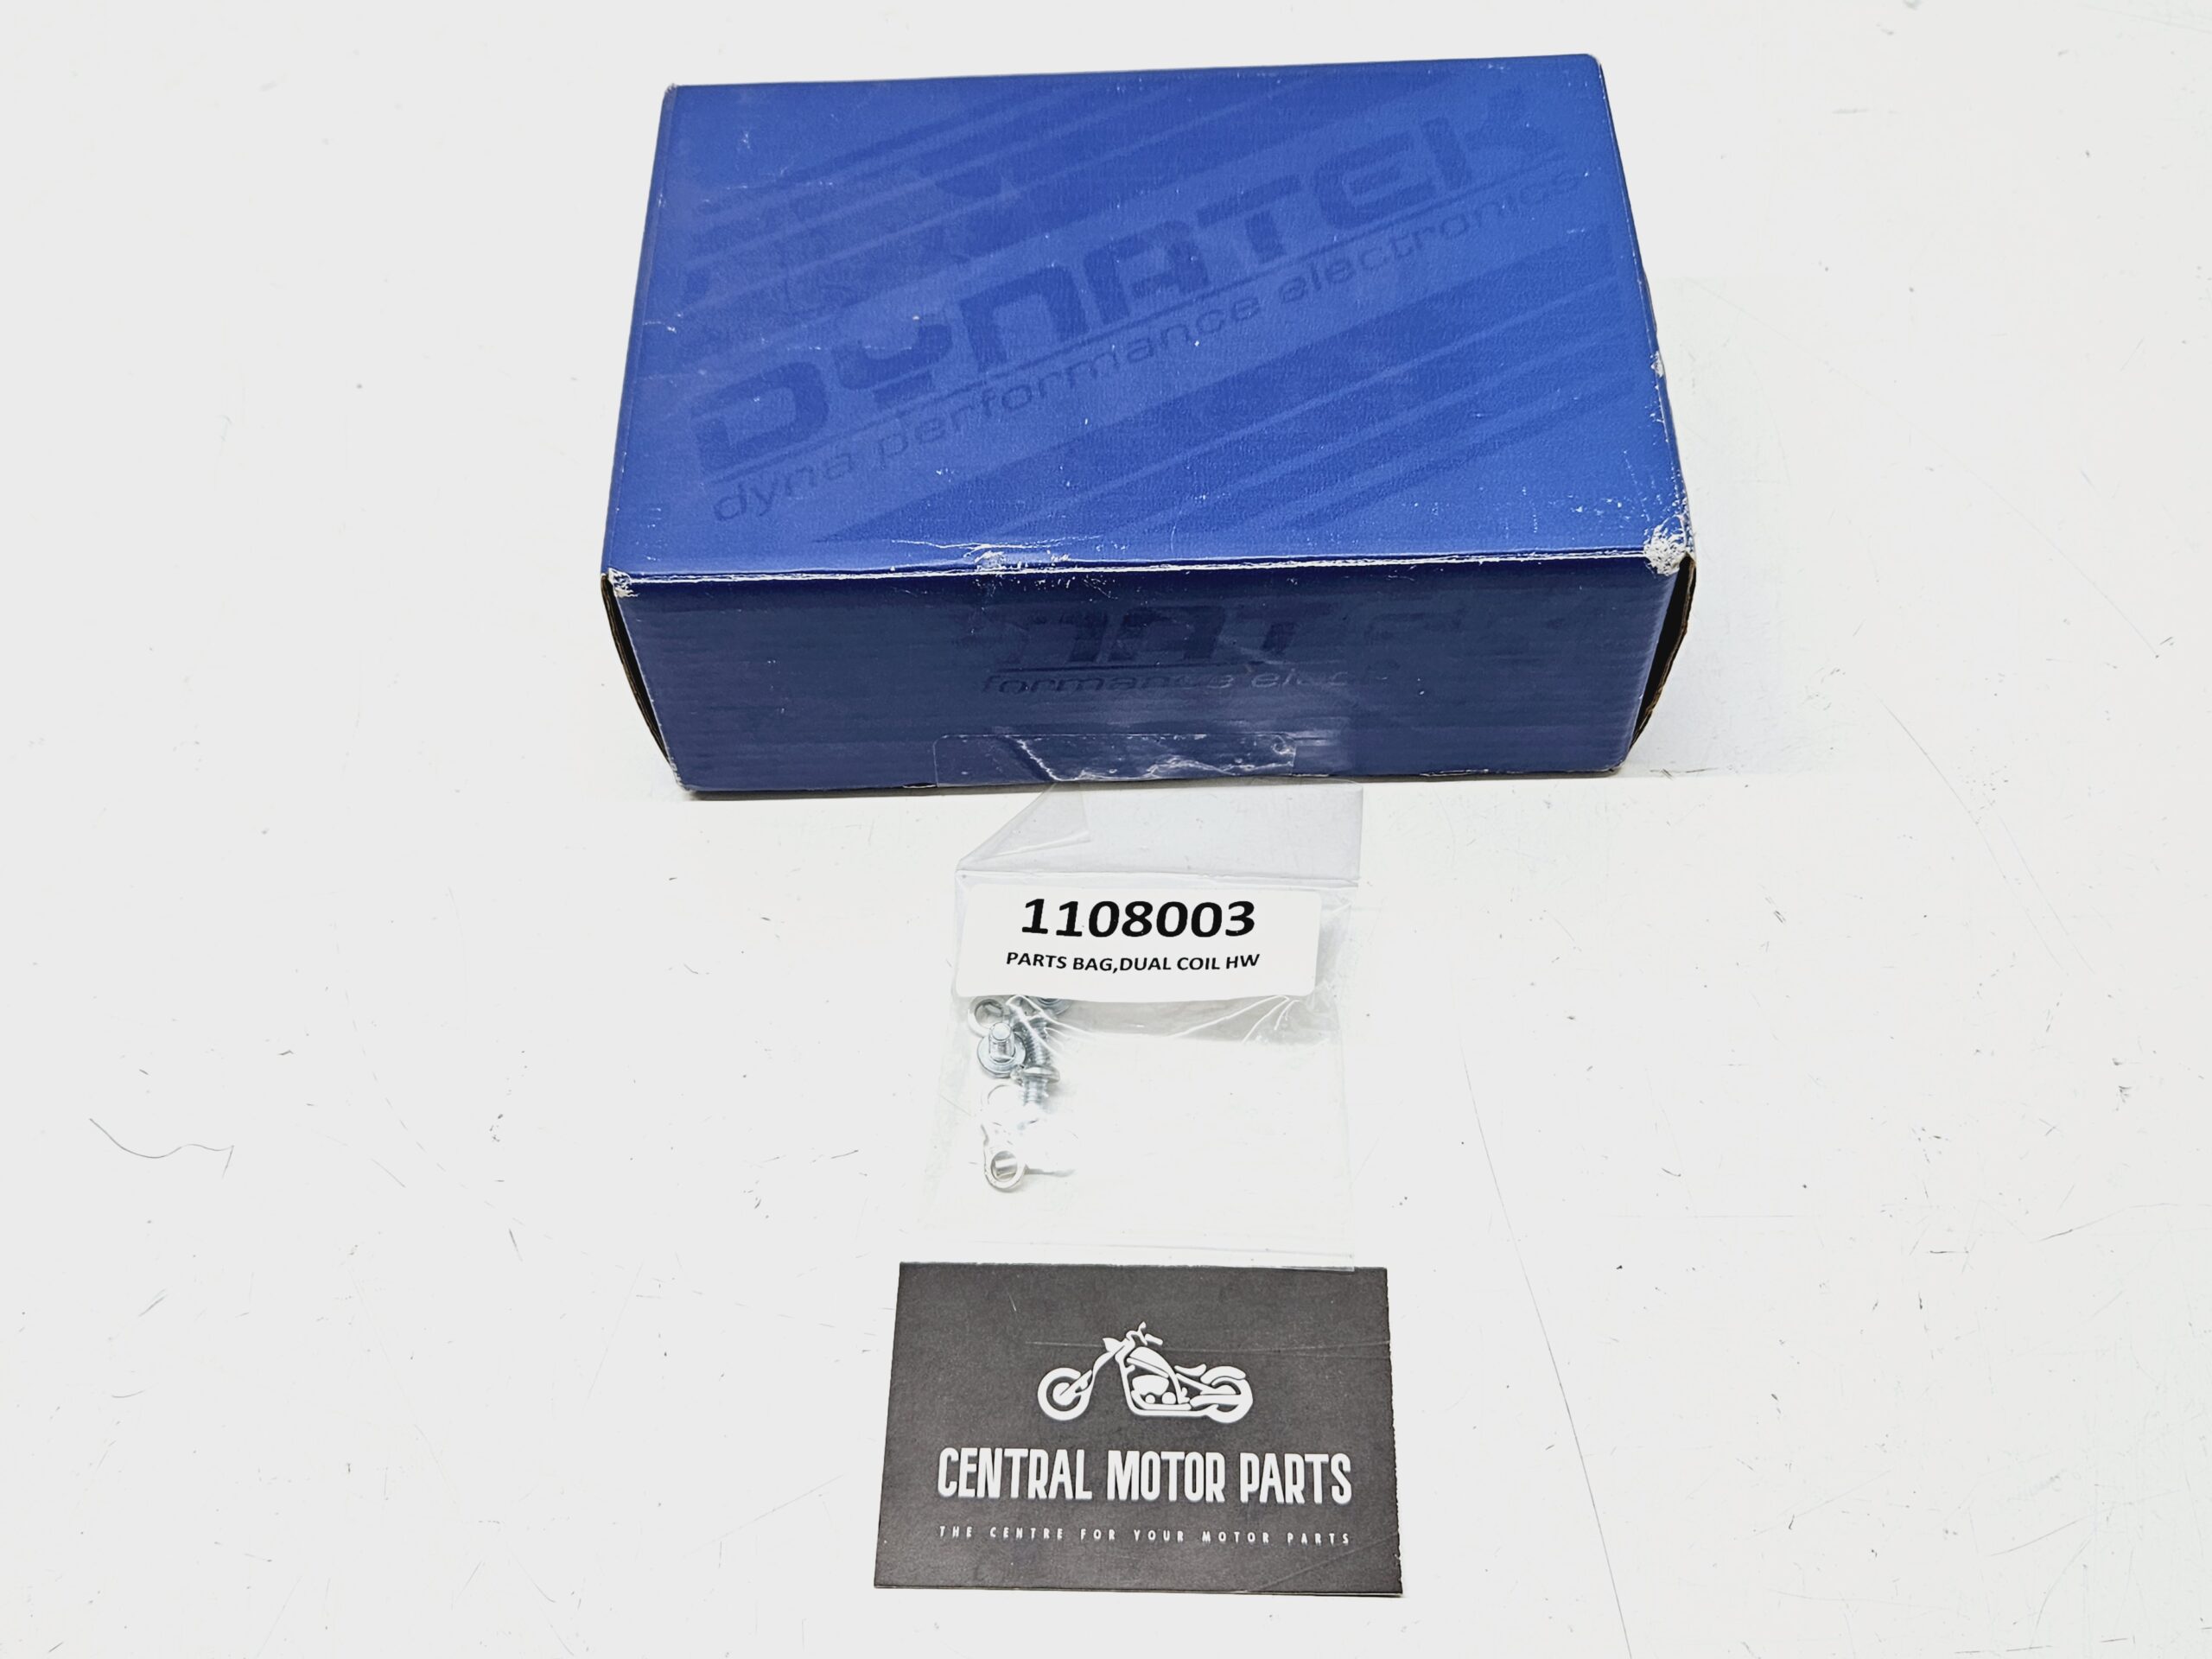 DYNATEK
dyna performance electronics
NATEK
formance elec
1108003
PARTS BAG,DUAL COIL HW
CENTRAL MOTOR PARTS
THE CENTRE FOR YOUR MOTOR PARTS